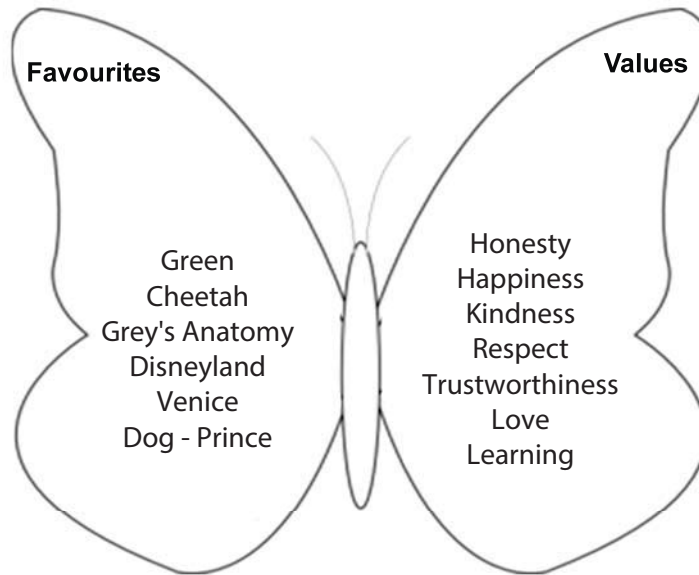 Favourites
Green
Cheetah
Grey's Anatomy
Disneyland
Venice
Dog - Prince
Values
Honesty
Happiness
Kindness
Respect
Trustworthiness
Love
Learning